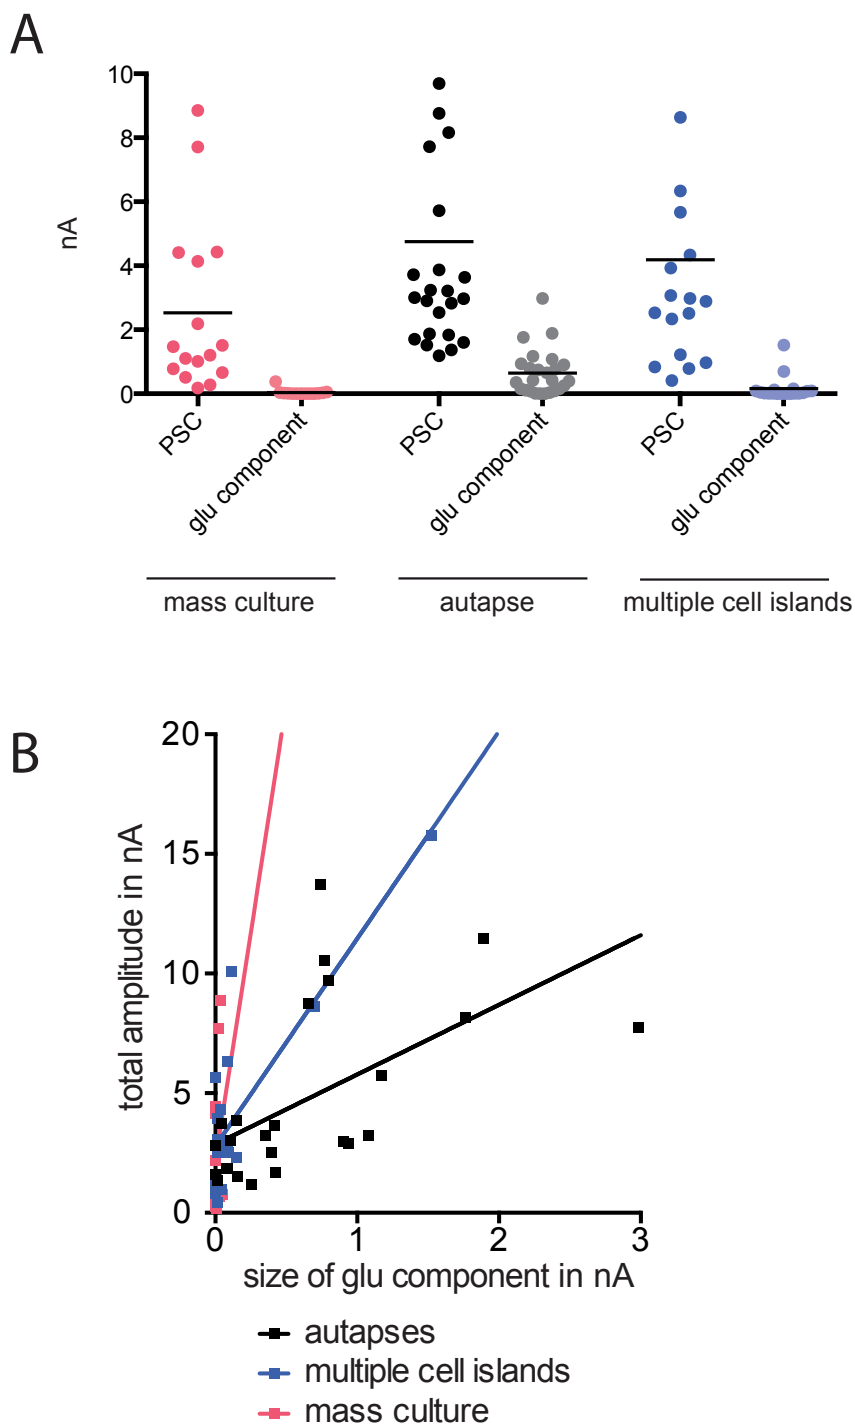 A
10
8
6
4
2
0
nA
PSC
glu component
PSC
glu component
PSC
glu component
mass culture
autapse
multiple cell islands
B
20
15
10
5
0
total amplitude in nA
0 1 2 3
size of glu component in nA
autapses
multiple cell islands
mass culture